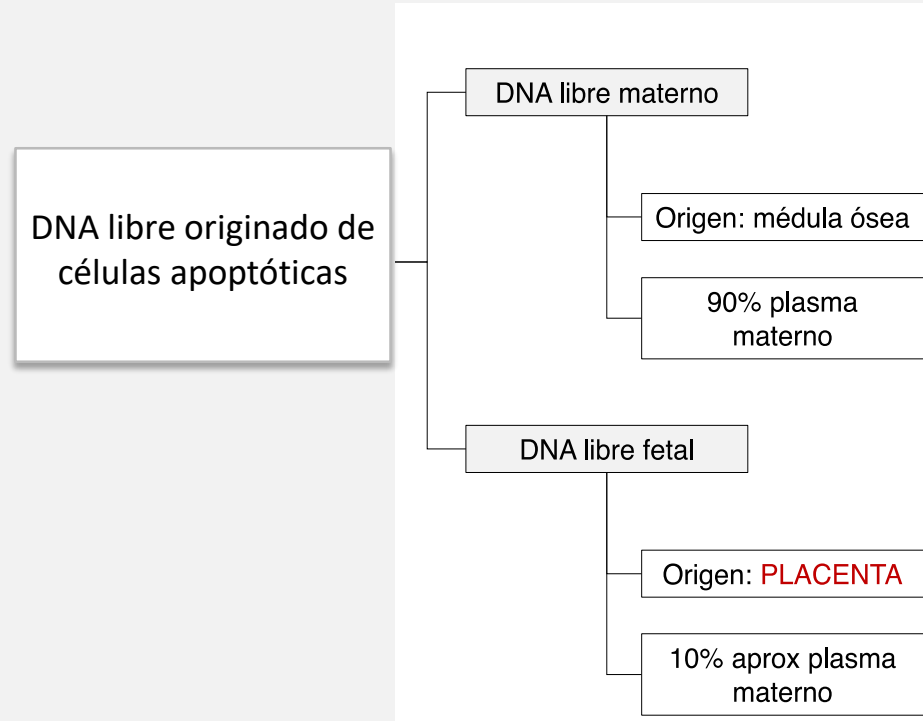 DNA libre originado de
células apoptóticas
DNA libre materno
Origen: médula ósea
90% plasma
materno
DNA libre fetal
Origen: PLACENTA
10% aprox plasma
materno